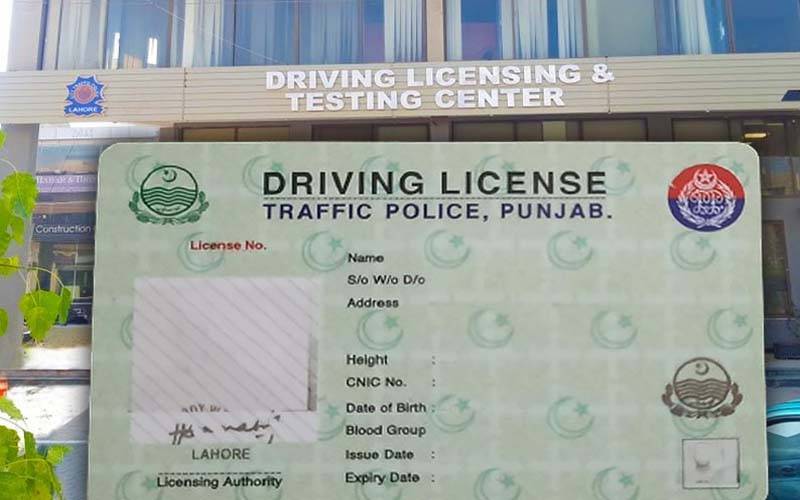 DRIVING LICENSING &
TESTING CENTER
LAHORE
Construction
DRIVING LICENSE
TRAFFIC POLICE, PUNJAB.
License No.
Name
S/o W/o D/o
Address
Height :
CNIC No. :
Date of Birth :
Blood Group
Issue Date :
Expiry Date :
LAHORE
Licensing Authority